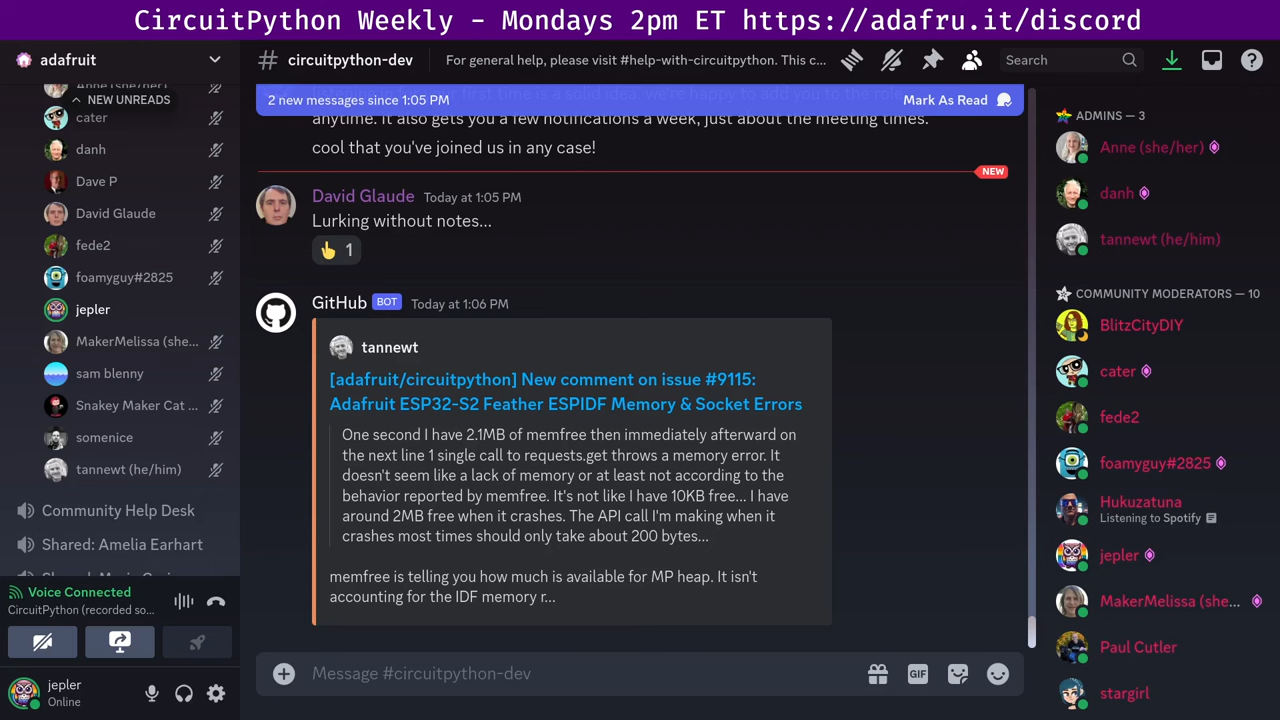 CircuitPython Weekly - Mondays 2pm ET https://adafru.it/discord
adafruit
Anne (she/her)
NEW UNREADS
cater
danh
Dave P
David Glaude
fede2
foamyguy#2825
jepler
MakerMelissa (she...
sam blenny
Snakey Maker Cat ...
somenice
tannewt (he/him)
Community Help Desk
Shared: Amelia Earhart
Voice Connected
CircuitPython (recorded so...
jepler
Online
# circuitpython-dev
For general help, please visit #help-with-circuitpython. This c...
Search
2 new messages since 1:05 PM
Mark As Read
anytime. It also gets you a few notifications a week, just about the meeting times.
cool that you've joined us in any case!
NEW
David Glaude Today at 1:05 PM
Lurking without notes...
1
GitHub BOT Today at 1:06 PM
tannewt
[adafruit/circuitpython] New comment on issue #9115:
Adafruit ESP32-S2 Feather ESPIDF Memory & Socket Errors
One second I have 2.1MB of memfree then immediately afterward on
the next line 1 single call to requests.get throws a memory error. It
doesn't seem like a lack of memory or at least not according to the
behavior reported by memfree. It's not like I have 10KB free... I have
around 2MB free when it crashes. The API call I'm making when it
crashes most times should only take about 200 bytes...
memfree is telling you how much is available for MP heap. It isn't
accounting for the IDF memory r...
Message #circuitpython-dev
GIF
ADMINS — 3
Anne (she/her)
danh
tannewt (he/him)
COMMUNITY MODERATORS — 10
BlitzCityDIY
cater
fede2
foamyguy#2825
Hukuzatuna
Listening to Spotify
jepler
MakerMelissa (she...
Paul Cutler
stargirl